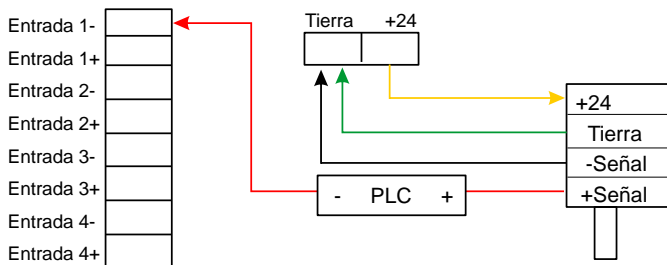 Entrada 1-
Entrada 1+
Entrada 2-
Entrada 2+
Entrada 3-
Entrada 3+
Entrada 4-
Entrada 4+
Tierra +24
- PLC +
+24
Tierra
-Señal
+Señal